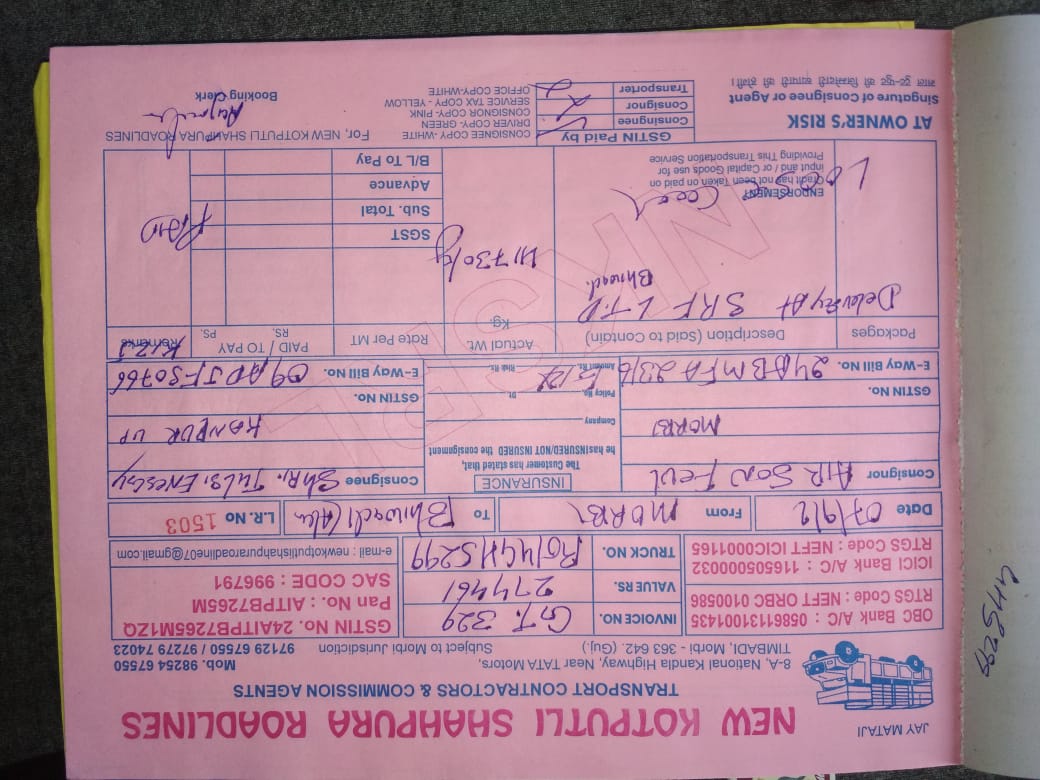 JAY MATAJI
NEW KOTPUTLI SHAHPURA ROADLINES
TRANSPORT CONTRACTORS & COMMISSION AGENTS
8-A, National Kandla Highway, Near TATA Motors,
TIMBADI - Morbi - 363 642. (Guj.) Subject to Morbi Jurisdiction
Mob. 98254 67550
97129 67550 / 97279 74023
OBC Bank A/C : 05861131001435
RTGS Code : NEFT ORBC 0100586
ICICI Bank A/C : 116505000032
RTGS Code : NEFT ICIC0001165
INVOICE NO. GT. 329
VALUE RS. 274461
TRUCK NO. RJ14GH5299
GSTIN No. 24AITPB7265M1ZQ
Pan No. : AITPB7265M
SAC CODE : 996791
e-mail : newkotputlishahpuraroadline07@gmail.com
Date 07/9/2 From MORBI To Bhiwadi L.R. No. 1503
Consignor AIR SON
MORBI
GSTIN No.
E-Way Bill No. 24ABMFA
INSURANCE
The Customer has stated that,
he has INSURED/NOT INSURED the consignment
Company
Policy No. Dt.
Amount Rs. Risk Rs.
Consignee Shri. Tulsi Energy
KANPUR UP
GSTIN No.
E-Way Bill No. 09ADJFS0766
Packages
Description (Said to Contain)
Actual Wt.
Kg.
Rate Per MT
PAID / TO PAY
RS. PS.
Remarks
Delevery At SRF LTD
Bhiwadi.
Loose Coal
41730/kg
PAID
SGST
Sub. Total
Advance
B/L To Pay
ENDORSEMENT
Credit has not been Taken on paid on
input and / or Capital Goods use for
Providing This Transportation Service
NKSPL
AT OWNER'S RISK
Singature of Consignee or Agent
माल टूट-फूट की जिम्मेदारी व्यापारी की होगी।
GSTIN Paid by
Consignee
Consignor
Transporter
CONSIGNEE COPY-WHITE
DRIVER COPY- GREEN
CONSIGNOR COPY- PINK
SERVICE TAX COPY - YELLOW
OFFICE COPY-WHITE
For, NEW KOTPUTLI SHAHPURA ROADLINES
Booking Clerk